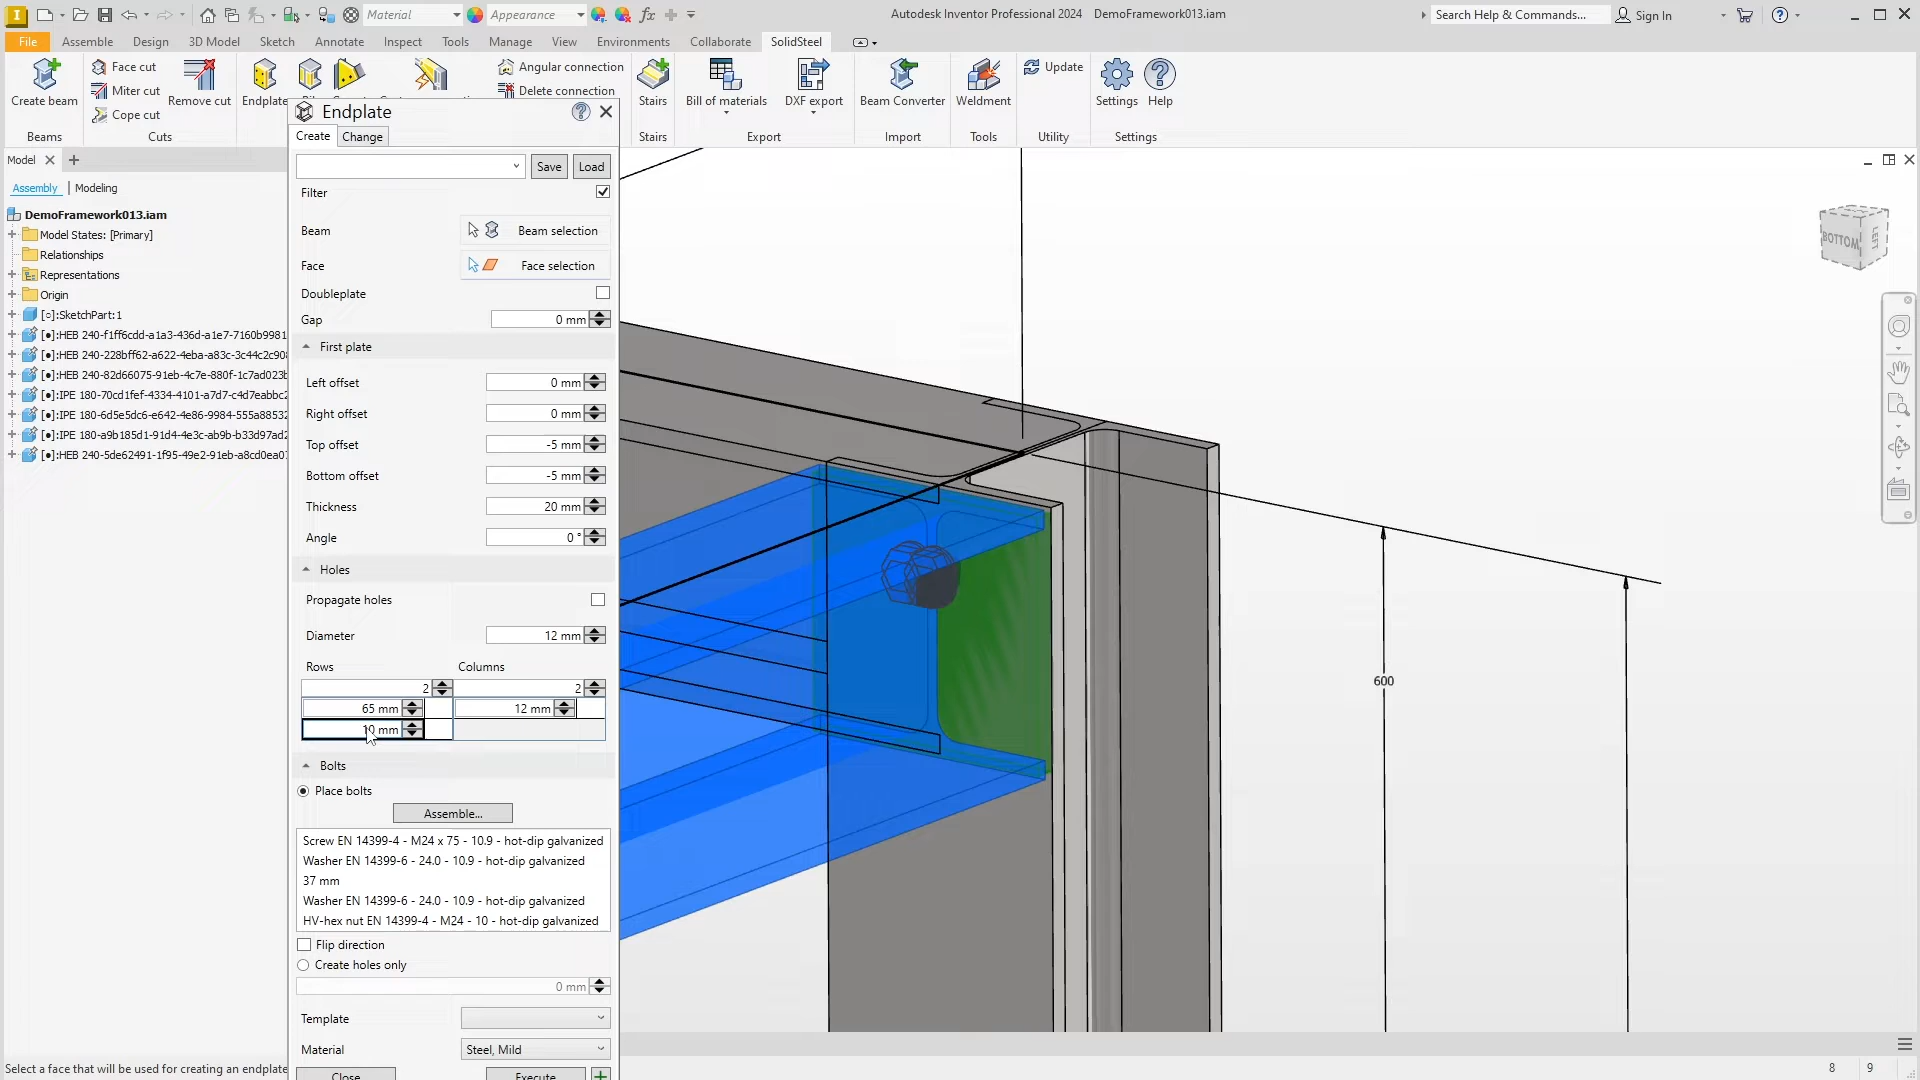 Material
Appearance
Autodesk Inventor Professional 2024 DemoFramework013.iam
Search Help & Commands...
Sign In
File
Assemble
Design
3D Model
Sketch
Annotate
Inspect
Tools
Manage
View
Environments
Collaborate
SolidSteel
Create beam
Face cut
Miter cut
Cope cut
Remove cut
Endplate
Angular connection
Delete connection
Stairs
Bill of materials
DXF export
Beam Converter
Weldment
Update
Settings
Help
Beams
Cuts
Stairs
Export
Import
Tools
Utility
Settings
Model
Assembly
Modeling
DemoFramework013.iam
Model States: [Primary]
Relationships
Representations
Origin
[○]:SketchPart:1
[●]:HEB 240-f1ff6cdd-a1a3-436d-a1e7-7160b9981
[●]:HEB 240-228bff62-a622-4eba-a83c-3c44c2c90
[●]:HEB 240-82d66075-91eb-4c7e-880f-1c7ad023b
[●]:IPE 180-70cd1fef-4334-4101-a7d7-c4d7eabbc2
[●]:IPE 180-6d5e5dc6-e642-4e86-9984-555a88532
[●]:IPE 180-a9b185d1-91d4-4e3c-ab9b-b33d97ad2
[●]:HEB 240-5de62491-1f95-49e2-91eb-a8cd0ea0
Endplate
Create
Change
Save
Load
Filter
Beam
Beam selection
Face
Face selection
Doubleplate
Gap
0 mm
First plate
Left offset
0 mm
Right offset
0 mm
Top offset
-5 mm
Bottom offset
-5 mm
Thickness
20 mm
Angle
0 °
Holes
Propagate holes
Diameter
12 mm
Rows
Columns
2
2
65 mm
12 mm
10 mm
Bolts
Place bolts
Assemble...
Screw EN 14399-4 - M24 x 75 - 10.9 - hot-dip galvanized
Washer EN 14399-6 - 24.0 - 10.9 - hot-dip galvanized
37 mm
Washer EN 14399-6 - 24.0 - 10.9 - hot-dip galvanized
HV-hex nut EN 14399-4 - M24 - 10 - hot-dip galvanized
Flip direction
Create holes only
0 mm
Template
Material
Steel, Mild
Close
Execute
BOTTOM
LEFT
600
Select a face that will be used for creating an endplate
8
9